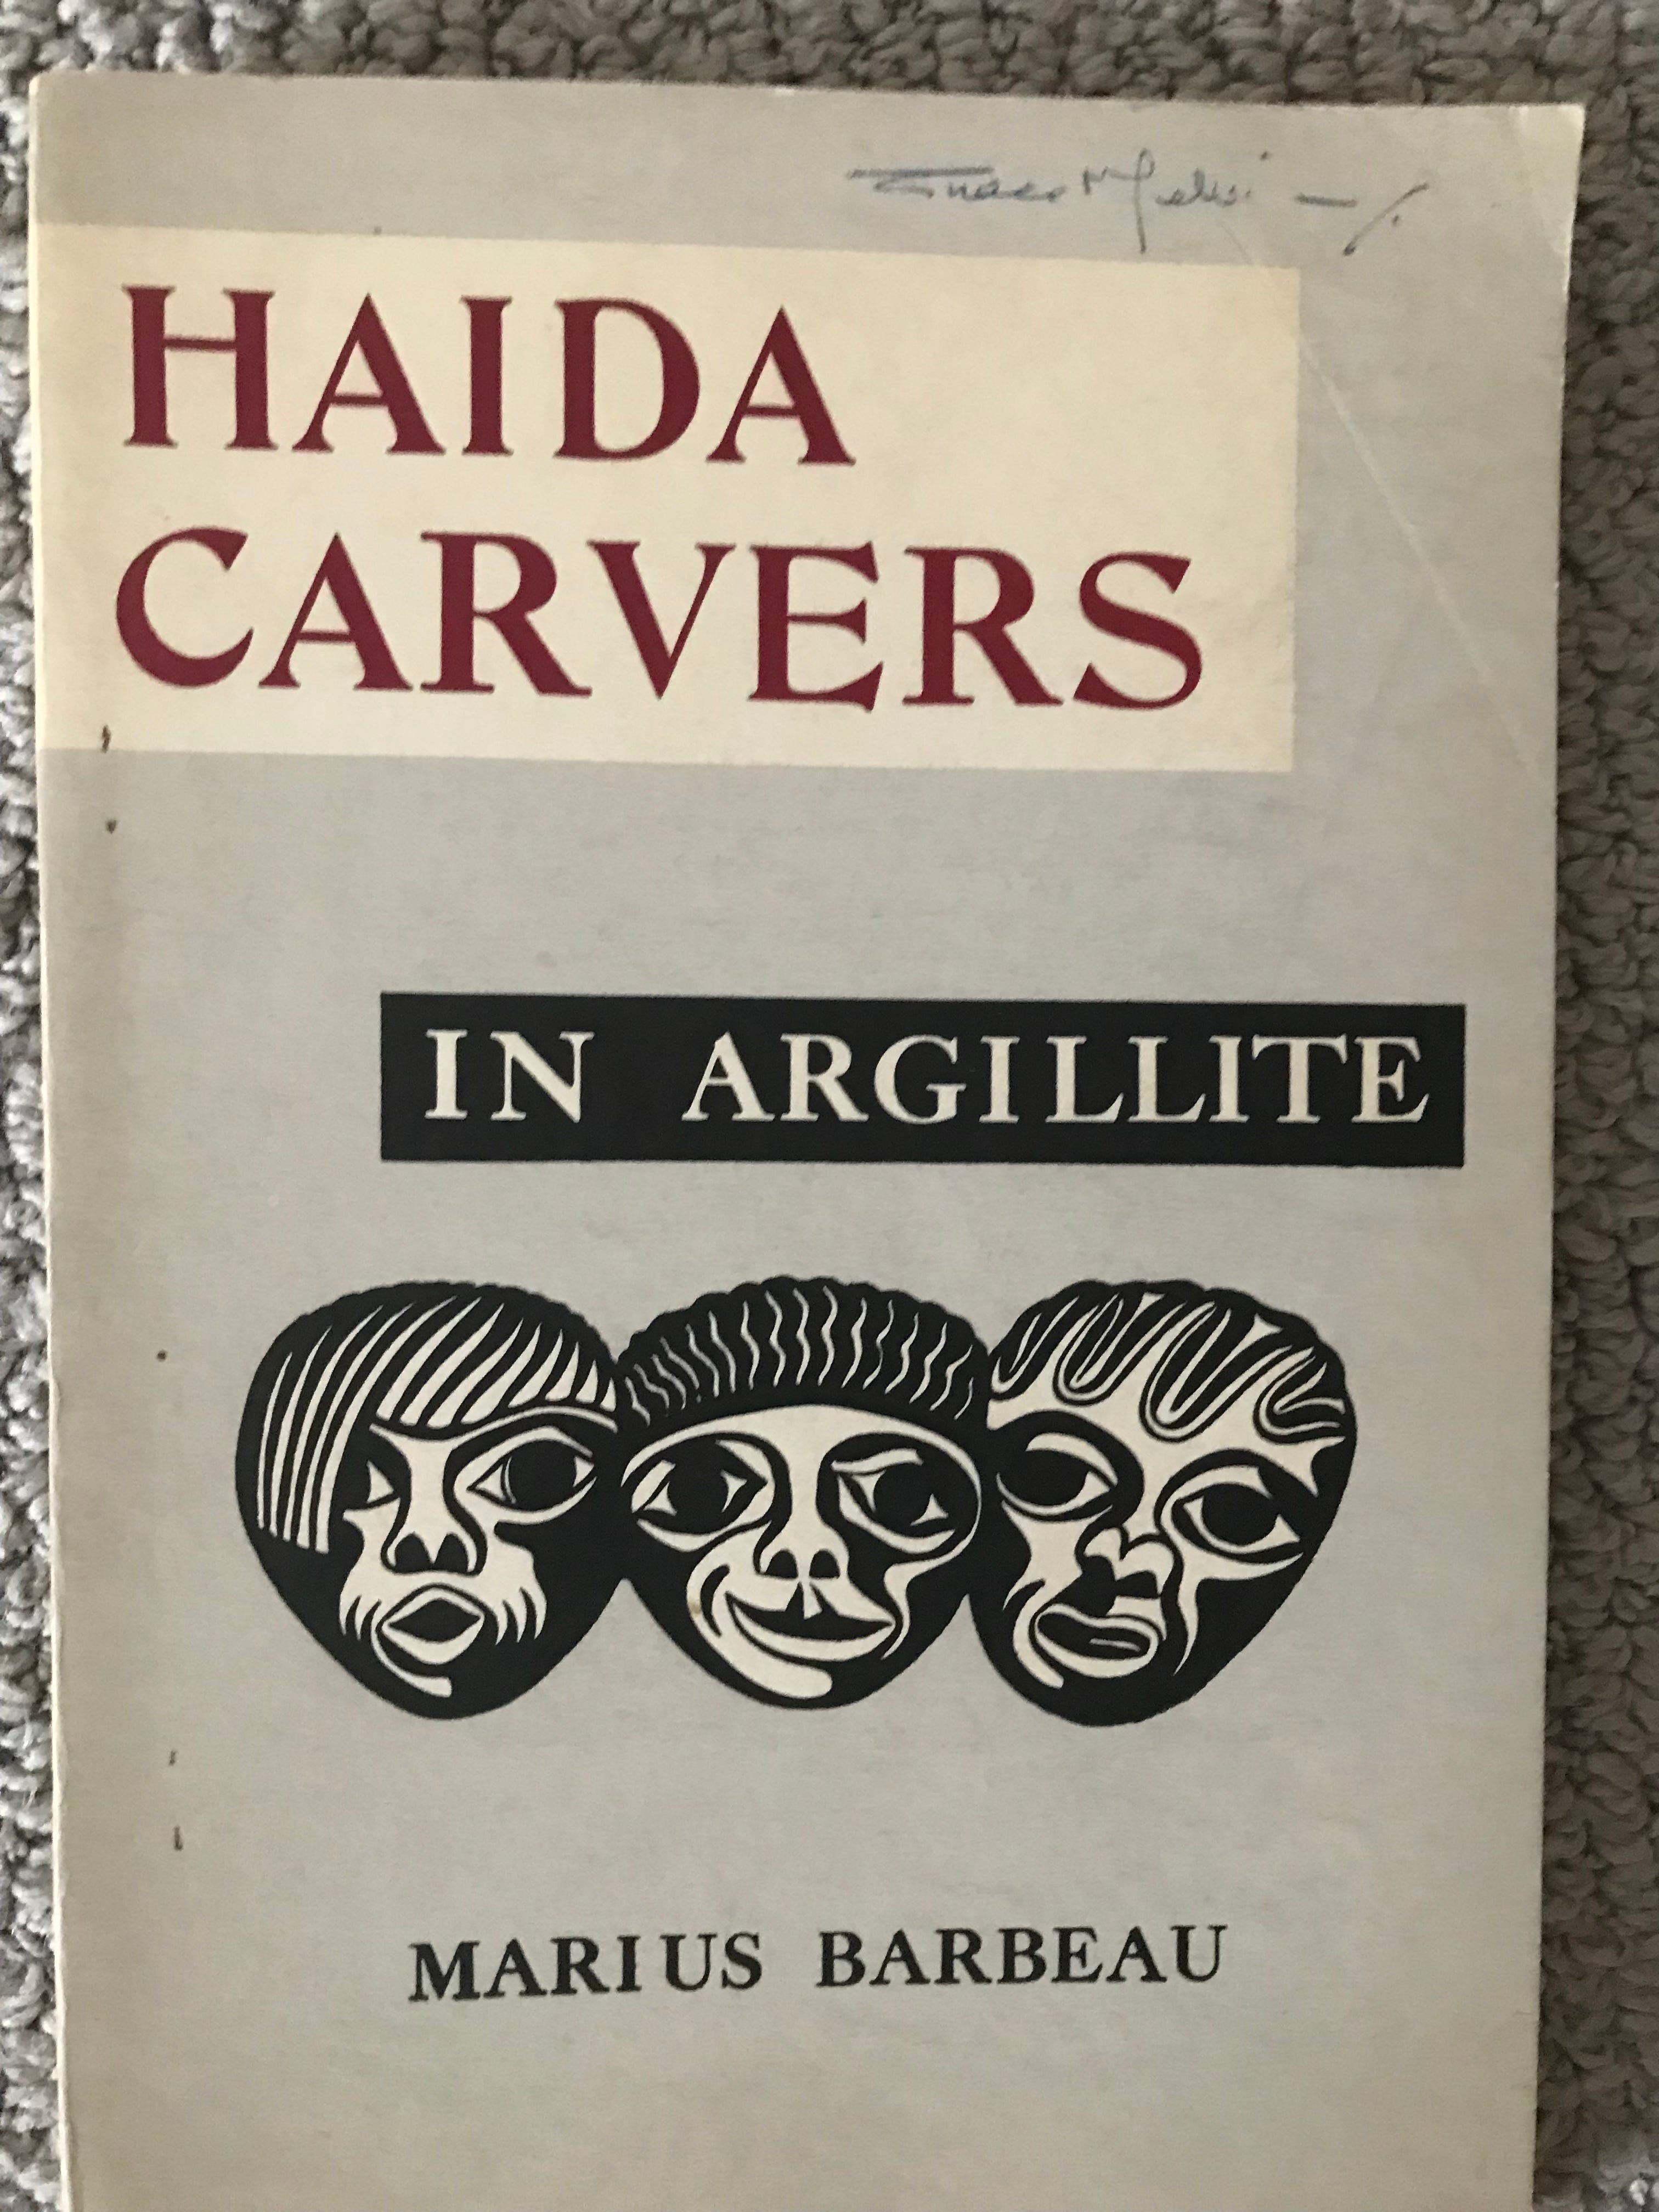 HAIDA
CARVERS
IN ARGILLITE
MARIUS BARBEAU